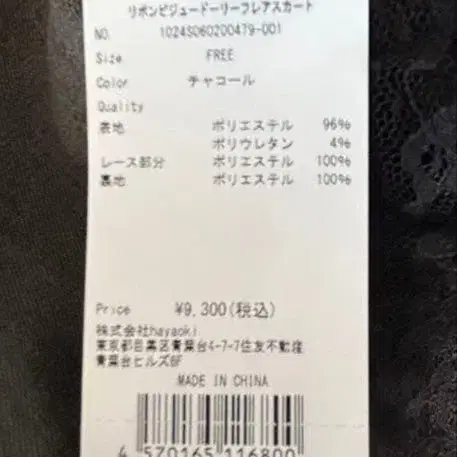 リボンビジュードーリーフレアスカート
NO. 1024S060200479-001
Size FREE
Color チャコール
Quality
表地 ポリエステル 96%
ポリウレタン 4%
レース部分 ポリエステル 100%
裏地 ポリエステル 100%
Price ¥9,300(税込)
株式会社hayaoki
東京都目黒区青葉台4-7-7住友不動産
青葉台ヒルズ8F
MADE IN CHINA
4 570165 116800